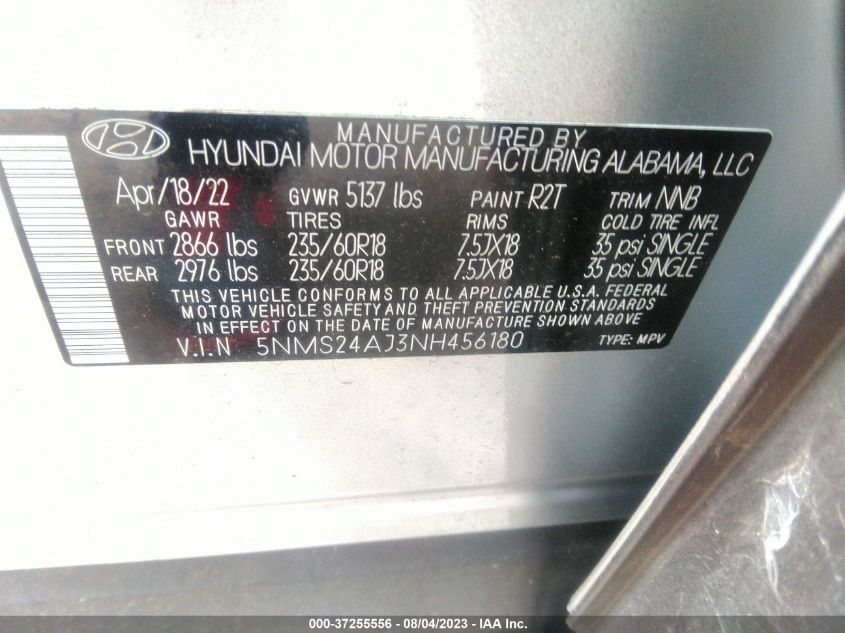 MANUFACTURED BY
HYUNDAI MOTOR MANUFACTURING ALABAMA, LLC
Apr/18/22 GVWR 5137 lbs PAINT R2T TRIM NNB
GAWR TIRES RIMS COLD TIRE INFL
FRONT 2866 lbs 235/60R18 7.5JX18 35 psi SINGLE
REAR 2976 lbs 235/60R18 7.5JX18 35 psi SINGLE
THIS VEHICLE CONFORMS TO ALL APPLICABLE U.S.A. FEDERAL
MOTOR VEHICLE SAFETY AND THEFT PREVENTION STANDARDS
IN EFFECT ON THE DATE OF MANUFACTURE SHOWN ABOVE
V.I.N 5NMS24AJ3NH456180 TYPE: MPV
000-37255556 - 08/04/2023 - IAA Inc.